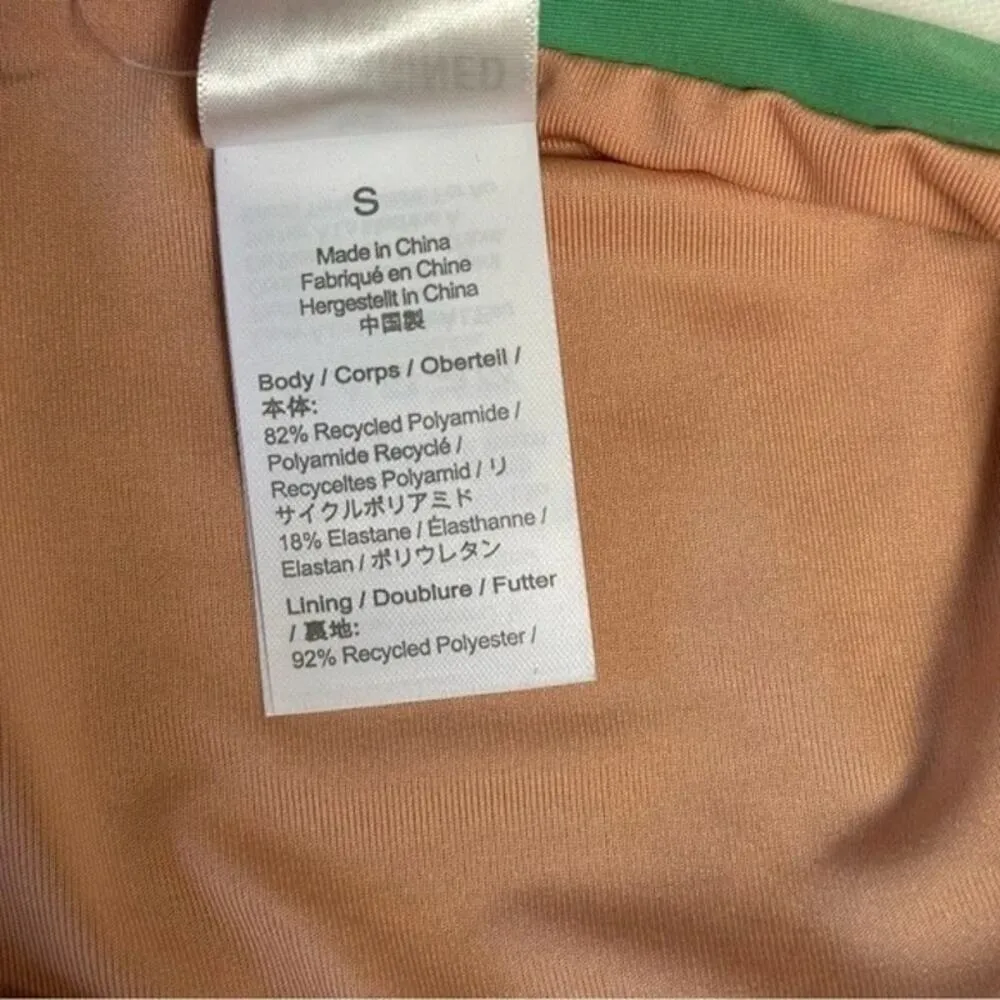 S
Made in China
Fabriqué en Chine
Hergestellt in China
中国製
Body / Corps / Oberteil /
本体:
82% Recycled Polyamide /
Polyamide Recyclé /
Recyceltes Polyamid / リ
サイクルポリアミド
18% Elastane / Élasthanne /
Elastan / ポリウレタン
Lining / Doublure / Futter
/ 裏地:
92% Recycled Polyester /